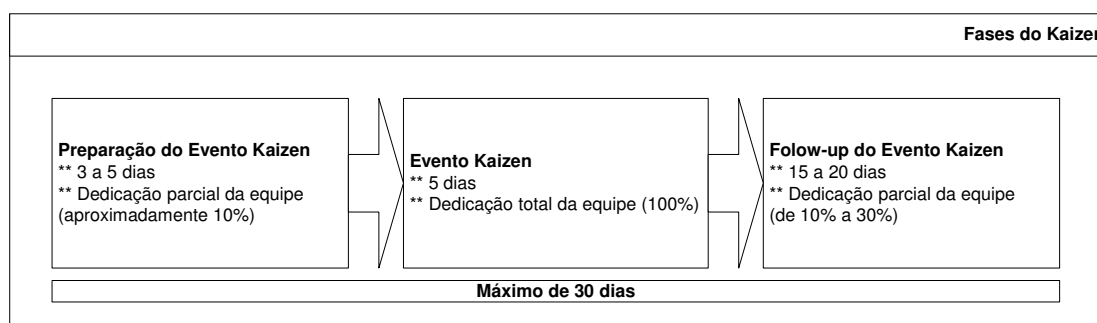 Fases do Kaizen
Preparação do Evento Kaizen
** 3 a 5 dias
** Dedicação parcial da equipe
(aproximadamente 10%)
Evento Kaizen
** 5 dias
** Dedicação total da equipe (100%)
Folow-up do Evento Kaizen
** 15 a 20 dias
** Dedicação parcial da equipe
(de 10% a 30%)
Máximo de 30 dias